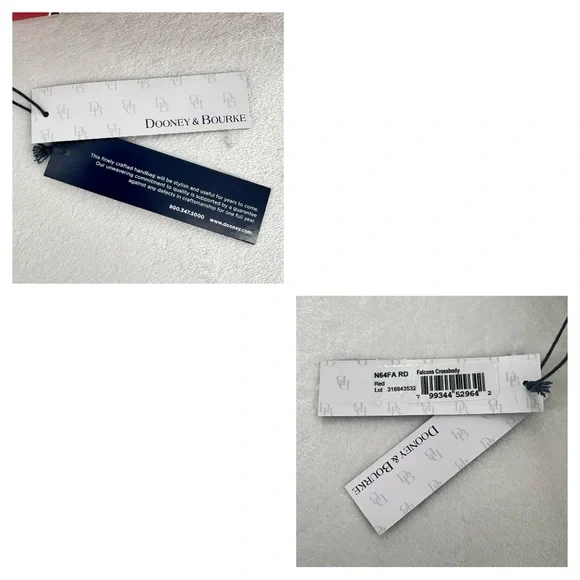 DOONEY & BOURKE
This finely crafted handbag will be stylish and useful for years to come.
Our unwavering commitment to quality is supported by a guarantee
against any defects in craftsmanship for one full year.
800.347.5000 www.dooney.com
N64FA RD Falcons Crossbody
Red
Lot 318843532
7 99344 52964 2
DOONEY & BOURKE